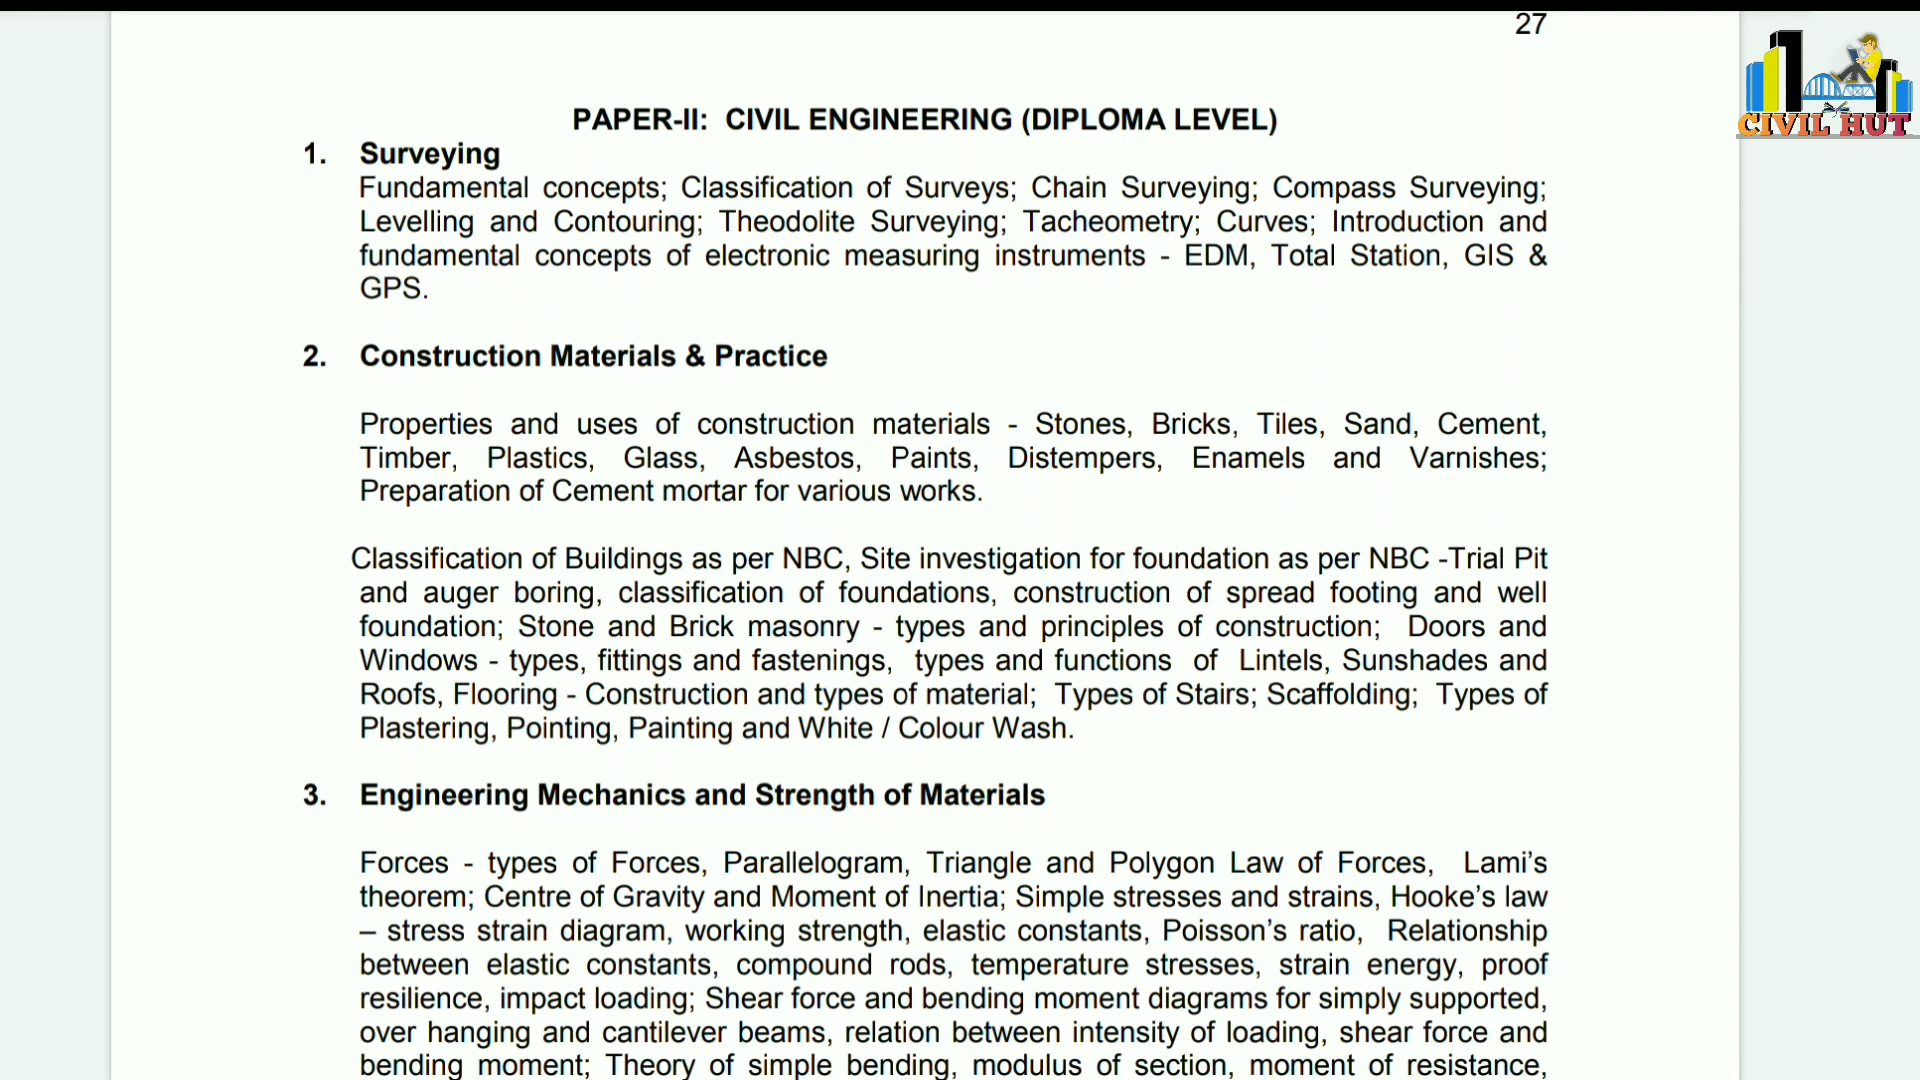 27
CIVIL HUT
PAPER-II: CIVIL ENGINEERING (DIPLOMA LEVEL)
1. Surveying
Fundamental concepts; Classification of Surveys; Chain Surveying; Compass Surveying;
Levelling and Contouring; Theodolite Surveying; Tacheometry; Curves; Introduction and
fundamental concepts of electronic measuring instruments - EDM, Total Station, GIS &
GPS.
2. Construction Materials & Practice
Properties and uses of construction materials - Stones, Bricks, Tiles, Sand, Cement,
Timber, Plastics, Glass, Asbestos, Paints, Distempers, Enamels and Varnishes;
Preparation of Cement mortar for various works.
Classification of Buildings as per NBC, Site investigation for foundation as per NBC -Trial Pit
and auger boring, classification of foundations, construction of spread footing and well
foundation; Stone and Brick masonry - types and principles of construction; Doors and
Windows - types, fittings and fastenings, types and functions of Lintels, Sunshades and
Roofs, Flooring - Construction and types of material; Types of Stairs; Scaffolding; Types of
Plastering, Pointing, Painting and White / Colour Wash.
3. Engineering Mechanics and Strength of Materials
Forces - types of Forces, Parallelogram, Triangle and Polygon Law of Forces, Lami’s
theorem; Centre of Gravity and Moment of Inertia; Simple stresses and strains, Hooke’s law
– stress strain diagram, working strength, elastic constants, Poisson’s ratio, Relationship
between elastic constants, compound rods, temperature stresses, strain energy, proof
resilience, impact loading; Shear force and bending moment diagrams for simply supported,
over hanging and cantilever beams, relation between intensity of loading, shear force and
bending moment; Theory of simple bending, modulus of section, moment of resistance,